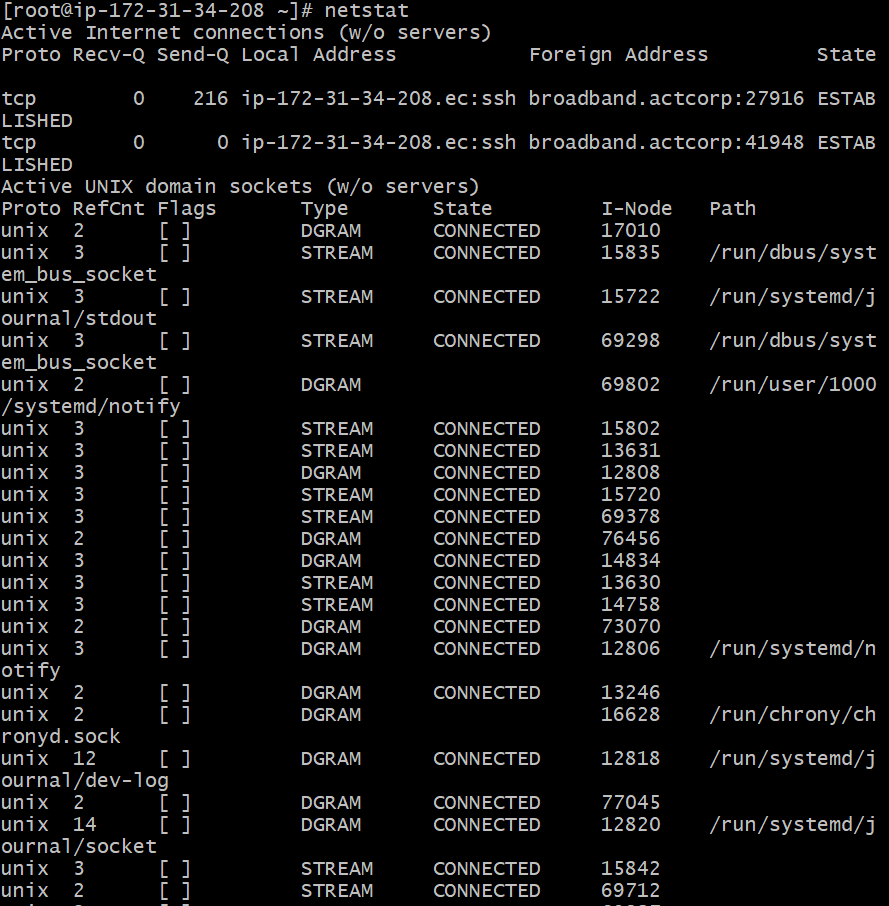 [root@ip-172-31-34-208 ~]# netstat
Active Internet connections (w/o servers)
Proto Recv-Q Send-Q Local Address           Foreign Address         State
tcp        0    216 ip-172-31-34-208.ec:ssh broadband.actcorp:27916 ESTAB
LISHED
tcp        0      0 ip-172-31-34-208.ec:ssh broadband.actcorp:41948 ESTAB
LISHED
Active UNIX domain sockets (w/o servers)
Proto RefCnt Flags       Type       State         I-Node   Path
unix  2      [ ]         DGRAM      CONNECTED     17010
unix  3      [ ]         STREAM     CONNECTED     15835    /run/dbus/syst
em_bus_socket
unix  3      [ ]         STREAM     CONNECTED     15722    /run/systemd/j
ournal/stdout
unix  3      [ ]         STREAM     CONNECTED     69298    /run/dbus/syst
em_bus_socket
unix  2      [ ]         DGRAM                    69802    /run/user/1000
/systemd/notify
unix  3      [ ]         STREAM     CONNECTED     15802
unix  3      [ ]         STREAM     CONNECTED     13631
unix  3      [ ]         DGRAM      CONNECTED     12808
unix  3      [ ]         STREAM     CONNECTED     15720
unix  3      [ ]         STREAM     CONNECTED     69378
unix  2      [ ]         DGRAM      CONNECTED     76456
unix  3      [ ]         DGRAM      CONNECTED     14834
unix  3      [ ]         STREAM     CONNECTED     13630
unix  3      [ ]         STREAM     CONNECTED     14758
unix  2      [ ]         DGRAM      CONNECTED     73070
unix  3      [ ]         DGRAM      CONNECTED     12806    /run/systemd/n
otify
unix  2      [ ]         DGRAM      CONNECTED     13246
unix  2      [ ]         DGRAM                    16628    /run/chrony/ch
ronyd.sock
unix  12     [ ]         DGRAM      CONNECTED     12818    /run/systemd/j
ournal/dev-log
unix  2      [ ]         DGRAM      CONNECTED     77045
unix  14     [ ]         DGRAM      CONNECTED     12820    /run/systemd/j
ournal/socket
unix  3      [ ]         STREAM     CONNECTED     15842
unix  2      [ ]         STREAM     CONNECTED     69712